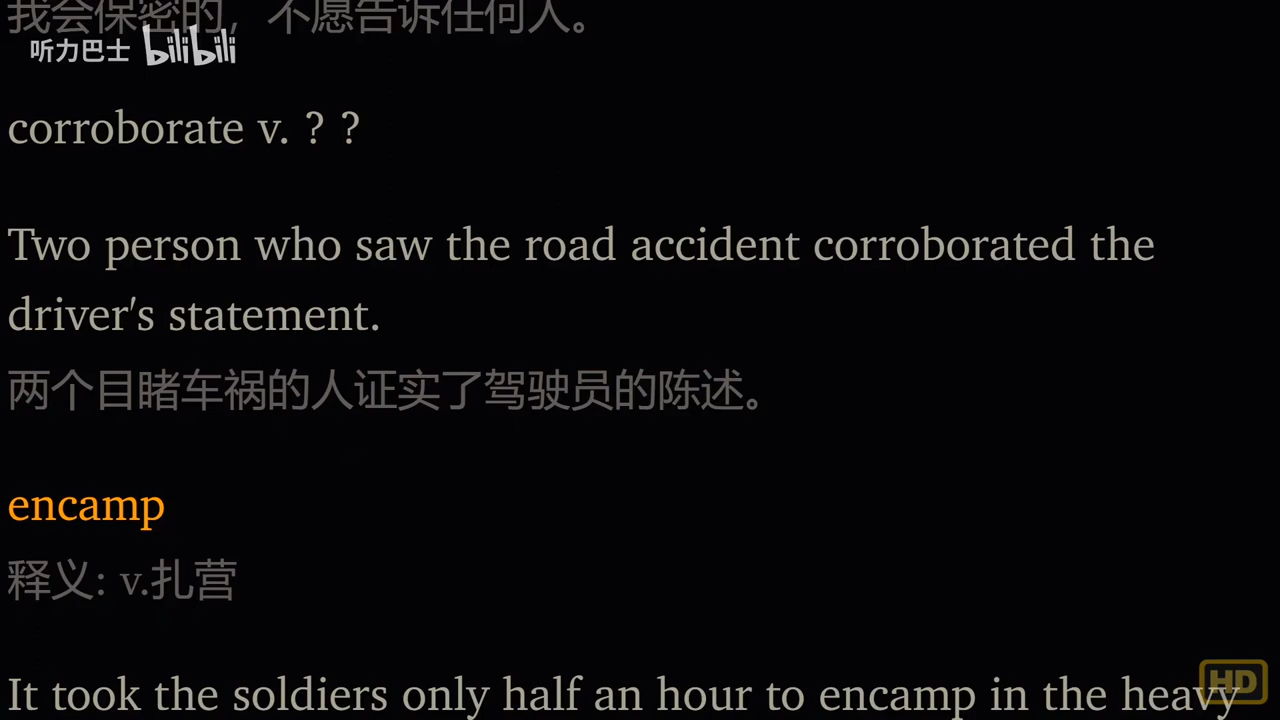 我会保密的，不愿告诉任何人。
听力巴士 bilibili
corroborate v. ? ?
Two person who saw the road accident corroborated the
driver's statement.
两个目睹车祸的人证实了驾驶员的陈述。
encamp
释义: v.扎营
It took the soldiers only half an hour to encamp in the heavy
HD